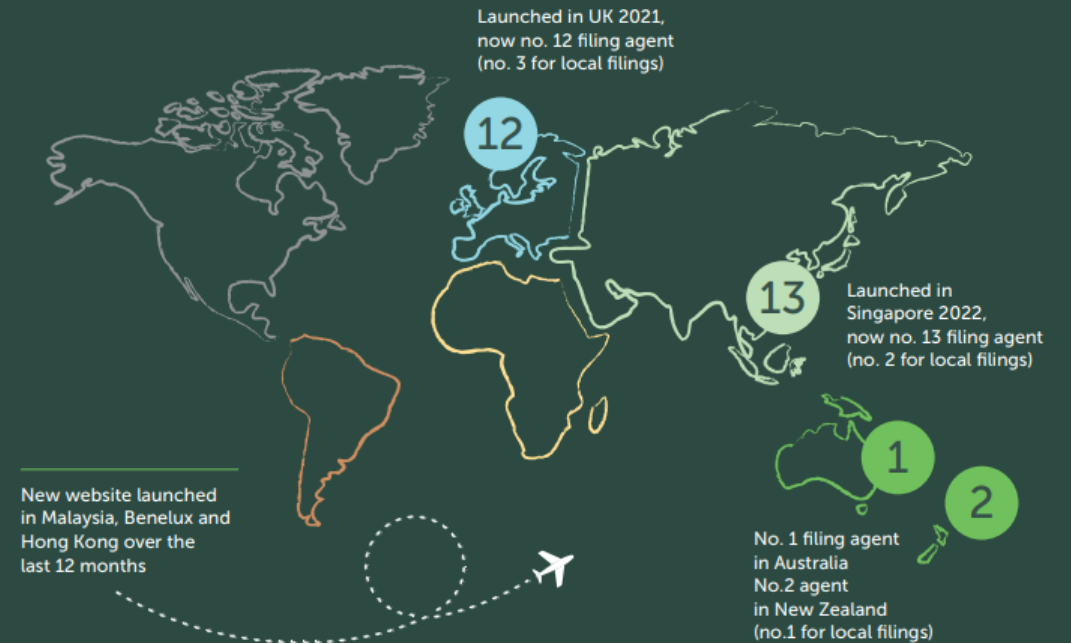 Launched in UK 2021,
now no. 12 filing agent
(no. 3 for local filings)
12
13
Launched in
Singapore 2022,
now no. 13 filing agent
(no. 2 for local filings)
1
2
New website launched
in Malaysia, Benelux and
Hong Kong over the
last 12 months
No. 1 filing agent
in Australia
No.2 agent
in New Zealand
(no.1 for local filings)